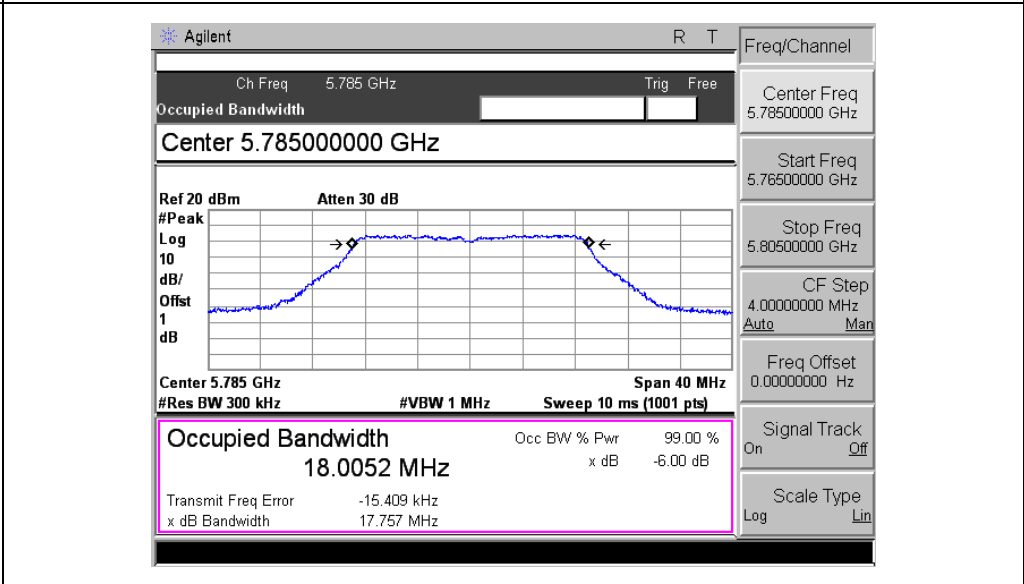 Agilent R T
Ch Freq 5.785 GHz Trig Free
Occupied Bandwidth
Center 5.785000000 GHz
Ref 20 dBm Atten 30 dB
#Peak
Log
10
dB/
Offst
1
dB
Center 5.785 GHz Span 40 MHz
#Res BW 300 kHz #VBW 1 MHz Sweep 10 ms (1001 pts)
Occupied Bandwidth Occ BW % Pwr 99.00 %
18.0052 MHz x dB -6.00 dB
Transmit Freq Error -15.409 kHz
x dB Bandwidth 17.757 MHz
Freq/Channel
Center Freq
5.78500000 GHz
Start Freq
5.76500000 GHz
Stop Freq
5.80500000 GHz
CF Step
4.00000000 MHz
Auto Man
Freq Offset
0.00000000 Hz
Signal Track
On Off
Scale Type
Log Lin